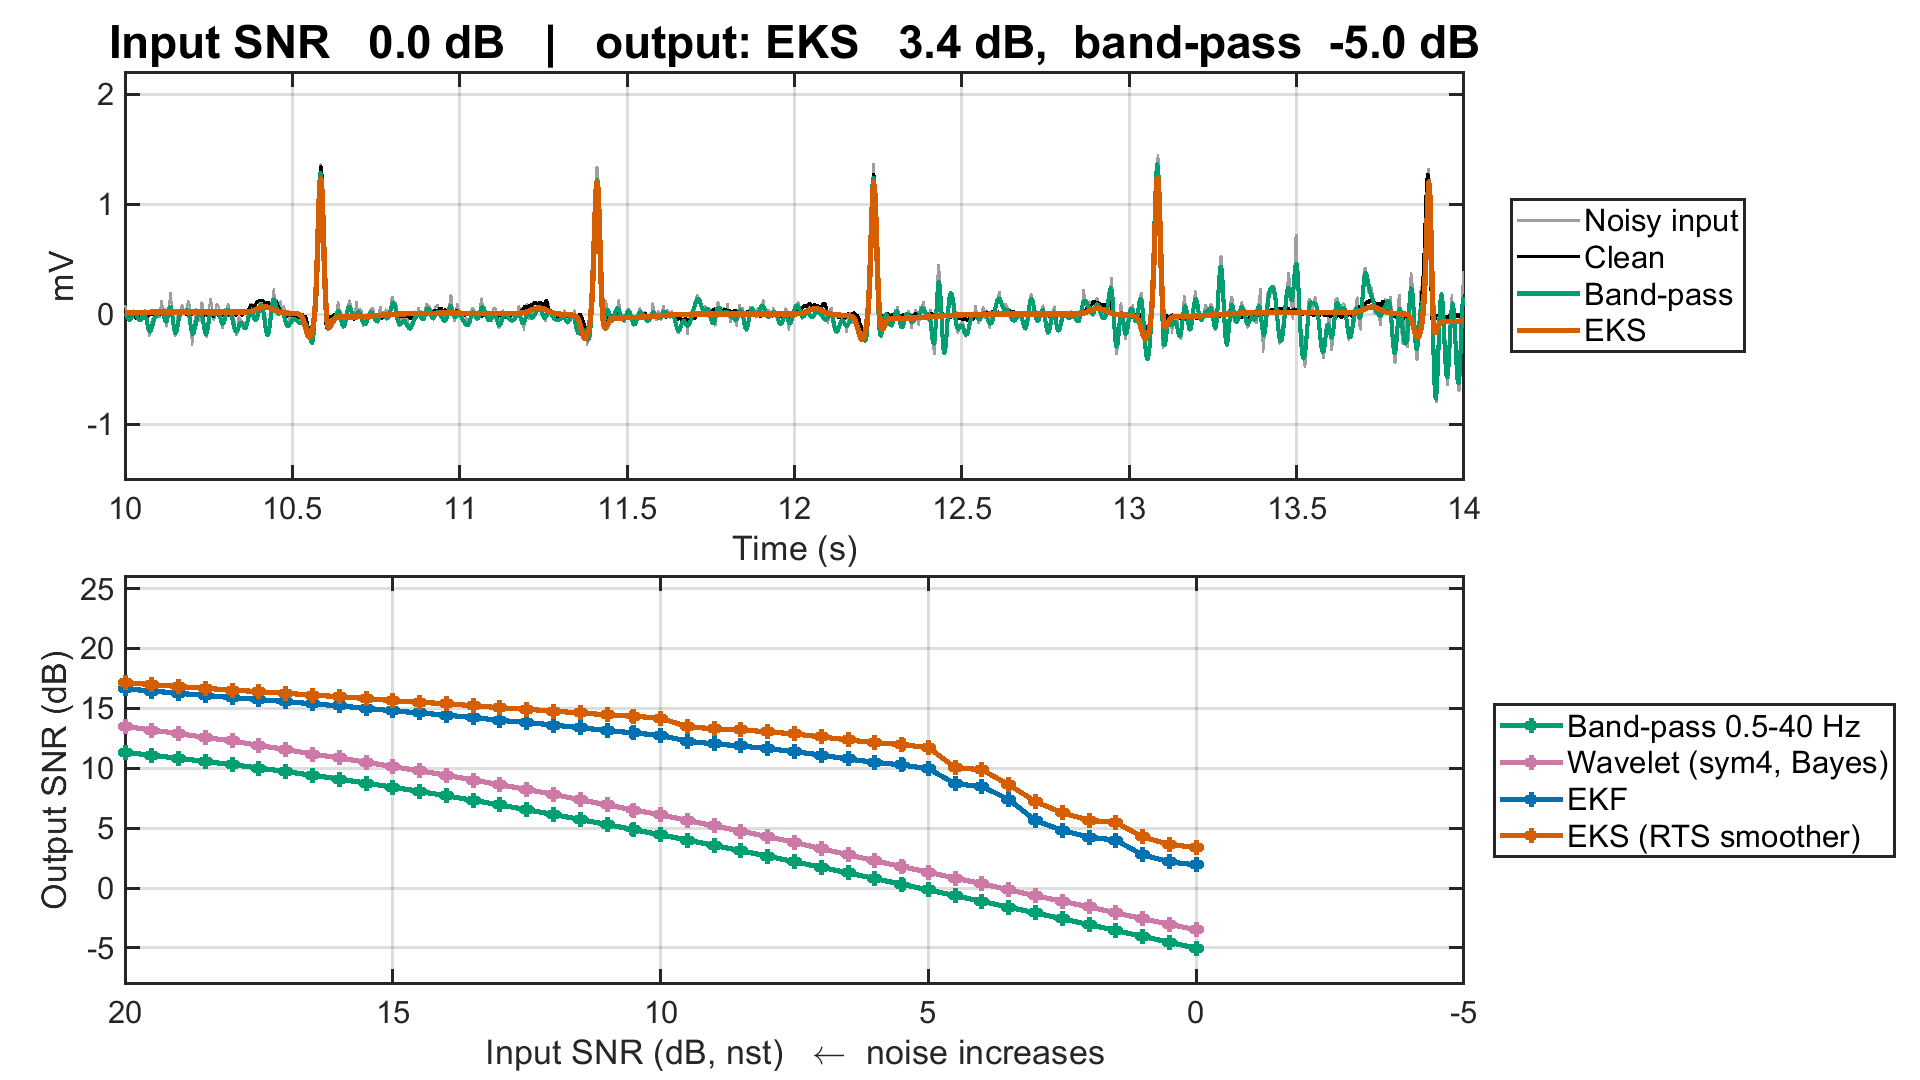 Input SNR   0.0 dB   |   output: EKS   3.4 dB,  band-pass  -5.0 dB
2
1
0
-1
mV
10
10.5
11
11.5
12
12.5
13
13.5
14
Time (s)
Noisy input
Clean
Band-pass
EKS
25
20
15
10
5
0
-5
Output SNR (dB)
20
15
10
5
0
-5
Input SNR (dB, nst)   ←  noise increases
Band-pass 0.5-40 Hz
Wavelet (sym4, Bayes)
EKF
EKS (RTS smoother)